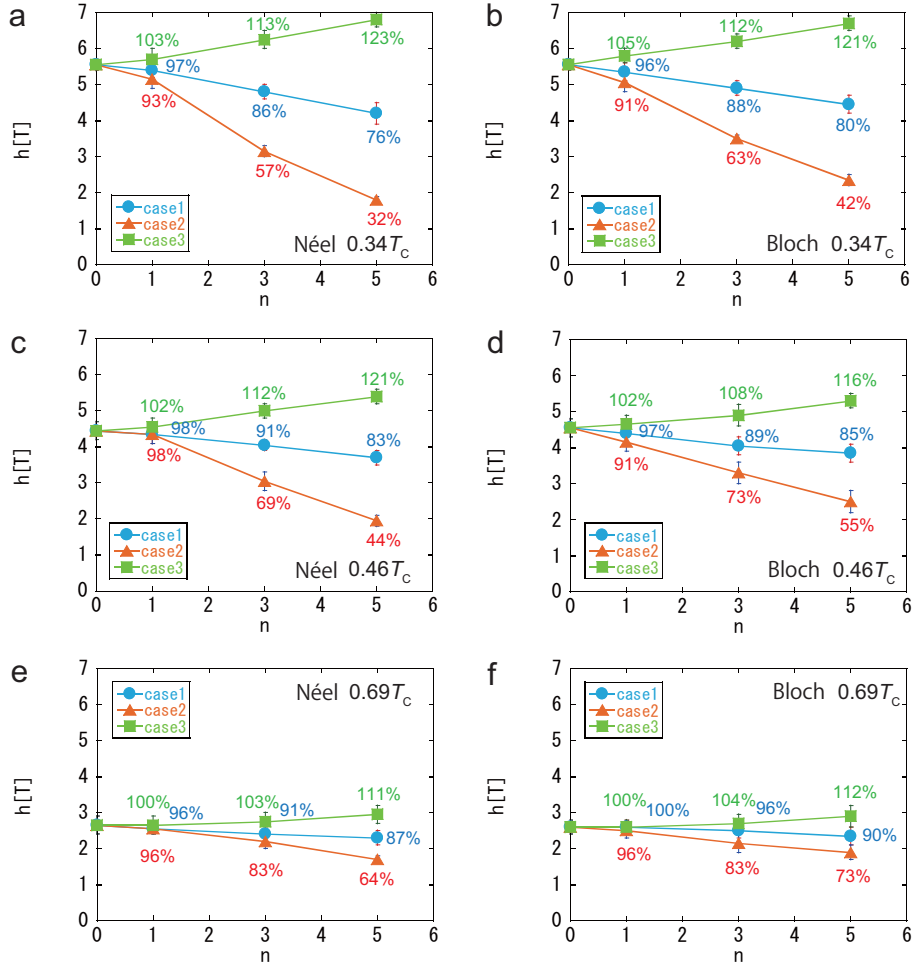 a
7
6
5
4
3
2
1
0
h[T]
0 1 2 3 4 5 6
n
103%
113%
123%
97%
86%
76%
93%
57%
32%
case1
case2
case3
Néel 0.34TC
b
7
6
5
4
3
2
1
0
h[T]
0 1 2 3 4 5 6
n
105%
112%
121%
96%
88%
80%
91%
63%
42%
case1
case2
case3
Bloch 0.34TC
c
7
6
5
4
3
2
1
0
h[T]
0 1 2 3 4 5 6
n
102%
112%
121%
98%
91%
83%
98%
69%
44%
case1
case2
case3
Néel 0.46TC
d
7
6
5
4
3
2
1
0
h[T]
0 1 2 3 4 5 6
n
102%
108%
116%
97%
89%
85%
91%
73%
55%
case1
case2
case3
Bloch 0.46TC
e
7
6
5
4
3
2
1
0
h[T]
0 1 2 3 4 5 6
n
case1
case2
case3
Néel 0.69TC
100%
103%
111%
96%
91%
87%
96%
83%
64%
f
7
6
5
4
3
2
1
0
h[T]
0 1 2 3 4 5 6
n
case1
case2
case3
Bloch 0.69TC
100%
104%
112%
100%
96%
90%
96%
83%
73%